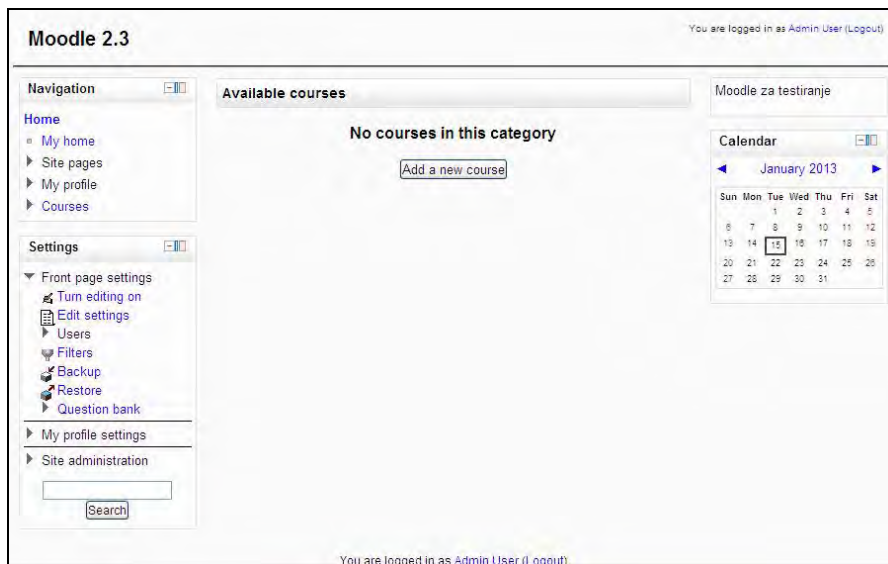 Moodle 2.3
You are logged in as Admin User (Logout)
Navigation
Home
My home
Site pages
My profile
Courses
Settings
Front page settings
Turn editing on
Edit settings
Users
Filters
Backup
Restore
Question bank
My profile settings
Site administration
Search
Available courses
No courses in this category
Add a new course
Moodle za testiranje
Calendar
◄ January 2013 ►
Sun Mon Tue Wed Thu Fri Sat
1 2 3 4 5
6 7 8 9 10 11 12
13 14 15 16 17 18 19
20 21 22 23 24 25 26
27 28 29 30 31
You are logged in as Admin User (Logout)